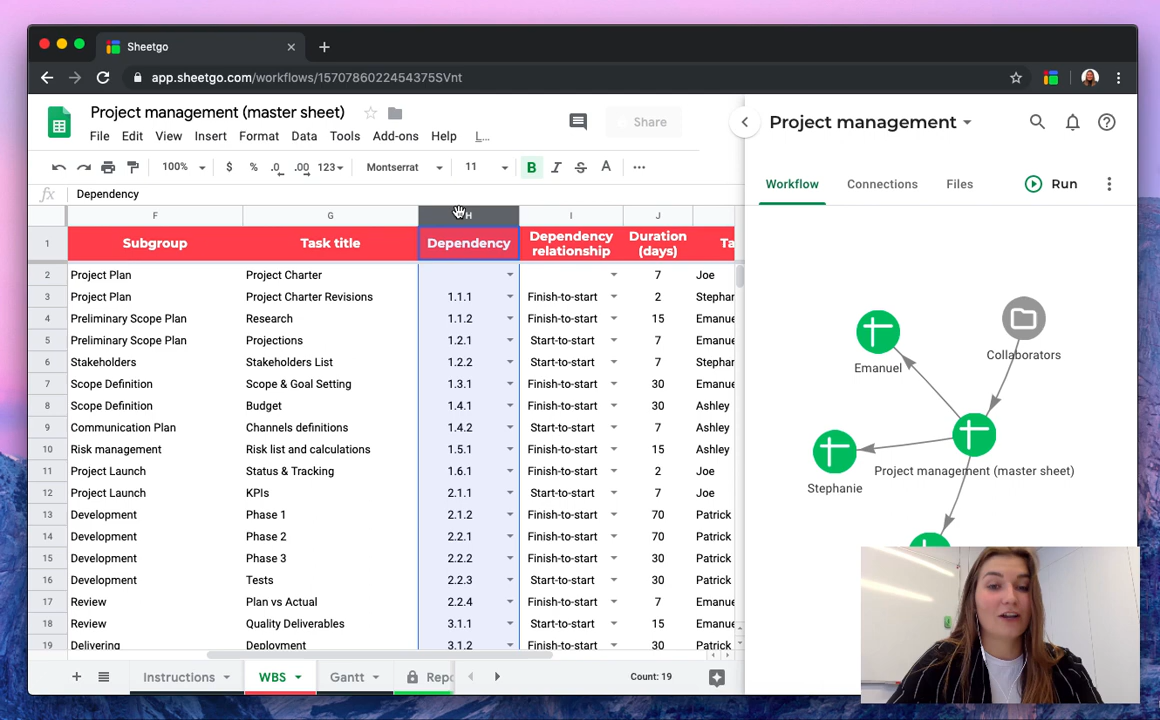 Sheetgo
app.sheetgo.com/workflows/1570786022454375SVnt
Project management (master sheet)
File Edit View Insert Format Data Tools Add-ons Help L...
Share
100% $ % .0 .00 123 Montserrat 11 B I S A
fx Dependency
F G H I J
1 Subgroup Task title Dependency Dependency relationship Duration (days) Ta
2 Project Plan Project Charter 7 Joe
3 Project Plan Project Charter Revisions 1.1.1 Finish-to-start 2 Stephar
4 Preliminary Scope Plan Research 1.1.2 Finish-to-start 15 Emanue
5 Preliminary Scope Plan Projections 1.2.1 Start-to-start 7 Emanue
6 Stakeholders Stakeholders List 1.2.2 Start-to-start 7 Stephar
7 Scope Definition Scope & Goal Setting 1.3.1 Finish-to-start 30 Emanue
8 Scope Definition Budget 1.4.1 Finish-to-start 30 Ashley
9 Communication Plan Channels definitions 1.4.2 Start-to-start 7 Ashley
10 Risk management Risk list and calculations 1.5.1 Finish-to-start 15 Ashley
11 Project Launch Status & Tracking 1.6.1 Finish-to-start 2 Joe
12 Project Launch KPIs 2.1.1 Start-to-start 7 Joe
13 Development Phase 1 2.1.2 Finish-to-start 70 Patrick
14 Development Phase 2 2.2.1 Finish-to-start 70 Patrick
15 Development Phase 3 2.2.2 Finish-to-start 30 Patrick
16 Development Tests 2.2.3 Start-to-start 30 Patrick
17 Review Plan vs Actual 2.2.4 Finish-to-start 7 Emanue
18 Review Quality Deliverables 3.1.1 Start-to-start 15 Emanue
19 Delivering Deployment 3.1.2 Finish-to-start 30 Patrick
Instructions WBS Gantt Repo Count: 19
Project management
Workflow Connections Files Run
Emanuel
Collaborators
Project management (master sheet)
Stephanie